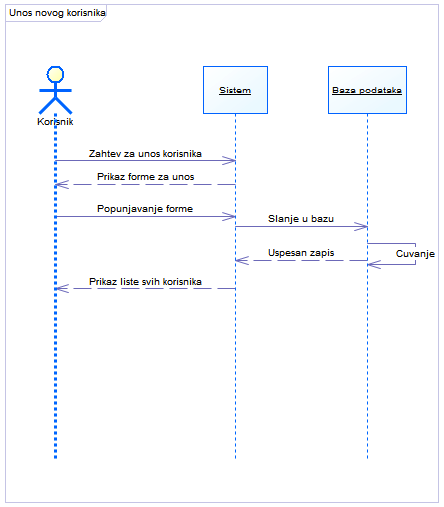 Unos novog korisnika
Korisnik
Sistem
Baza podataka
Zahtev za unos korisnika
Prikaz forme za unos
Popunjavanje forme
Slanje u bazu
Cuvanje
Uspesan zapis
Prikaz liste svih korisnika